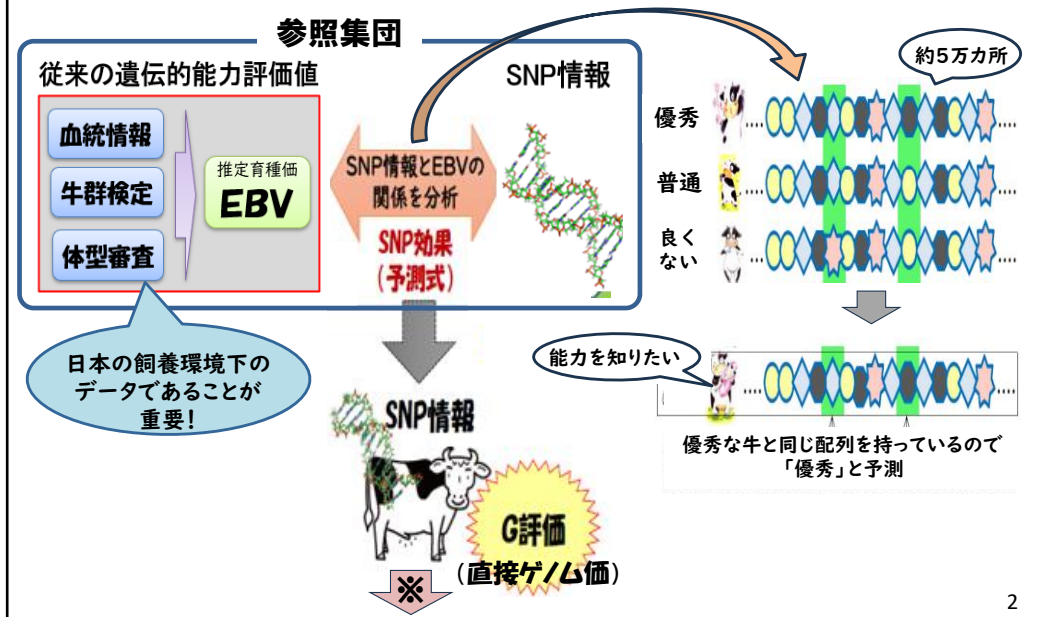 参照集団
従来の遺伝的能力評価値
SNP情報
血統情報
牛群検定
体型審査
推定育種価
EBV
SNP情報とEBVの
関係を分析
SNP効果
(予測式)
日本の飼養環境下の
データであることが
重要!
SNP情報
G評価
(直接ゲノム価)
※
約5万カ所
優秀
....
....
普通
....
....
良く
ない
....
....
能力を知りたい
....
....
優秀な牛と同じ配列を持っているので
「優秀」と予測
2